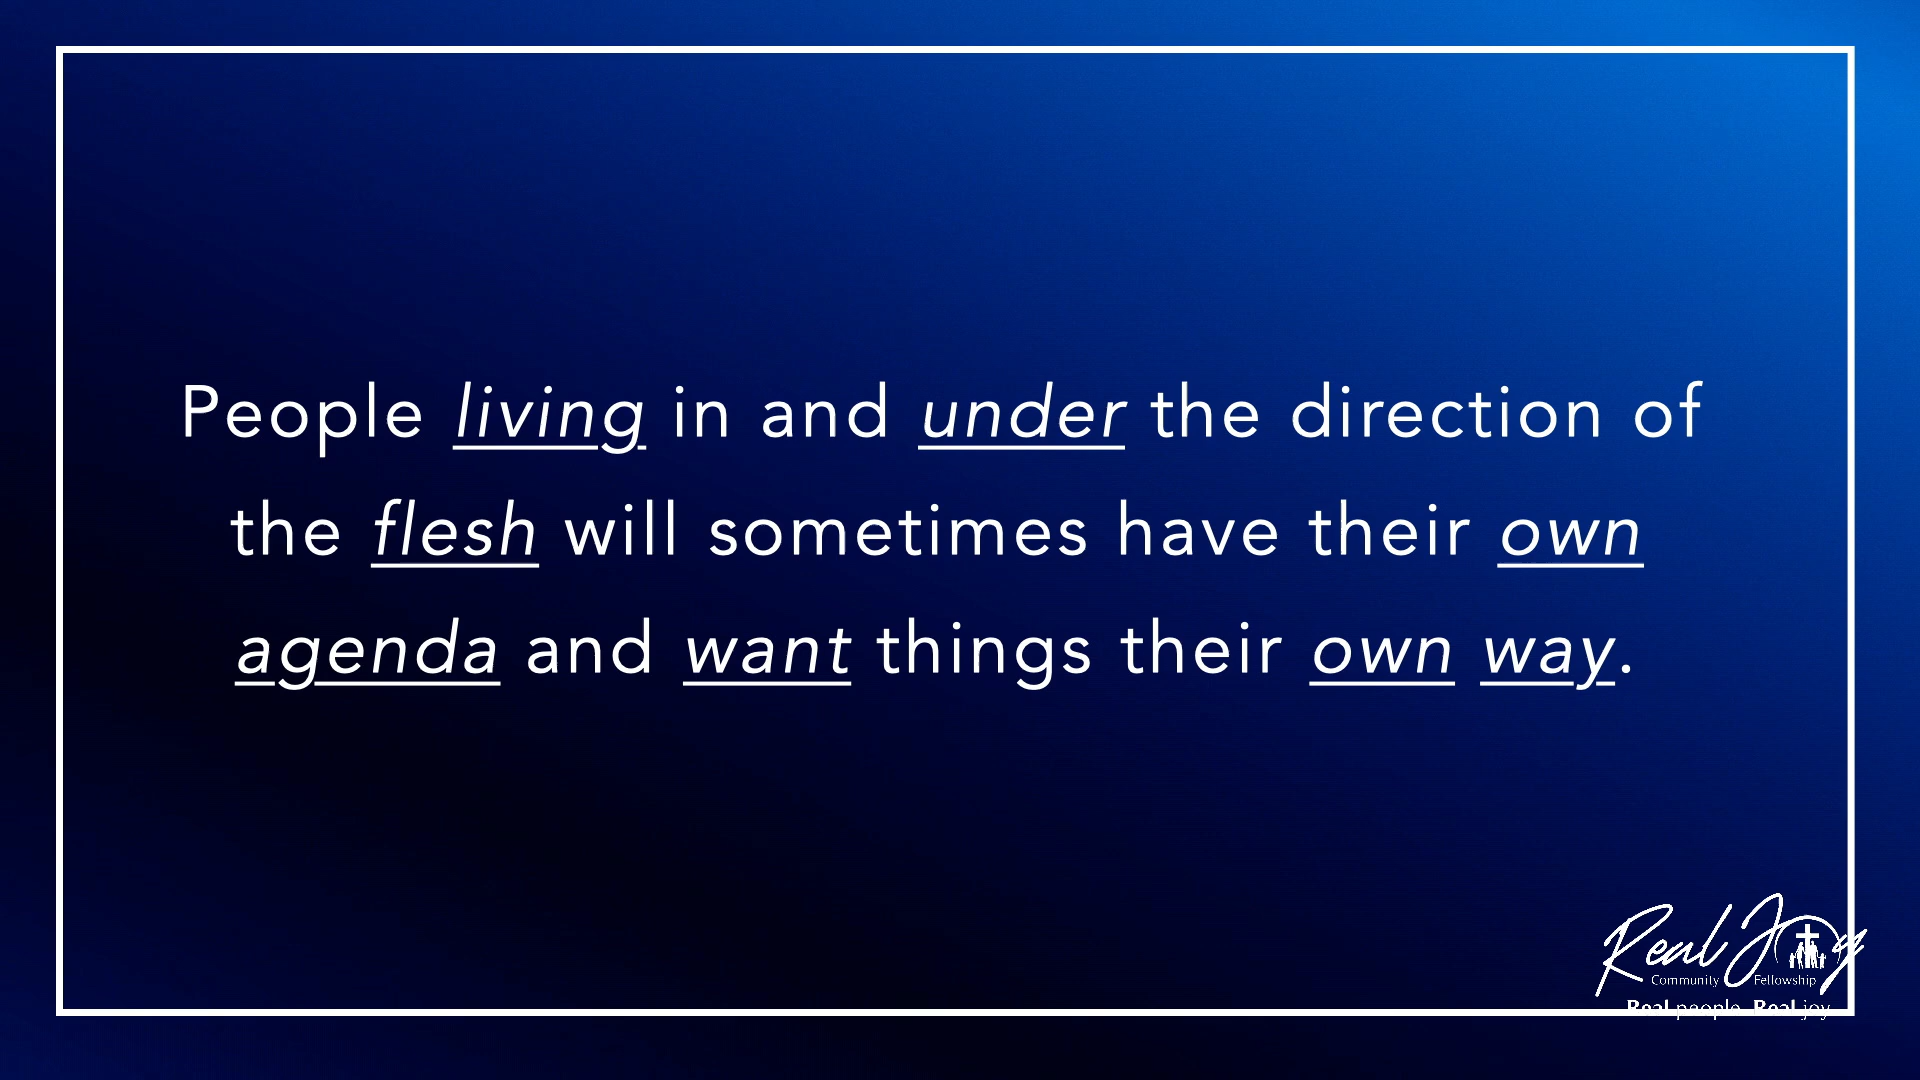 People living in and under the direction of
the flesh will sometimes have their own
agenda and want things their own way.
Real Joy
Community Fellowship
Real people. Real joy